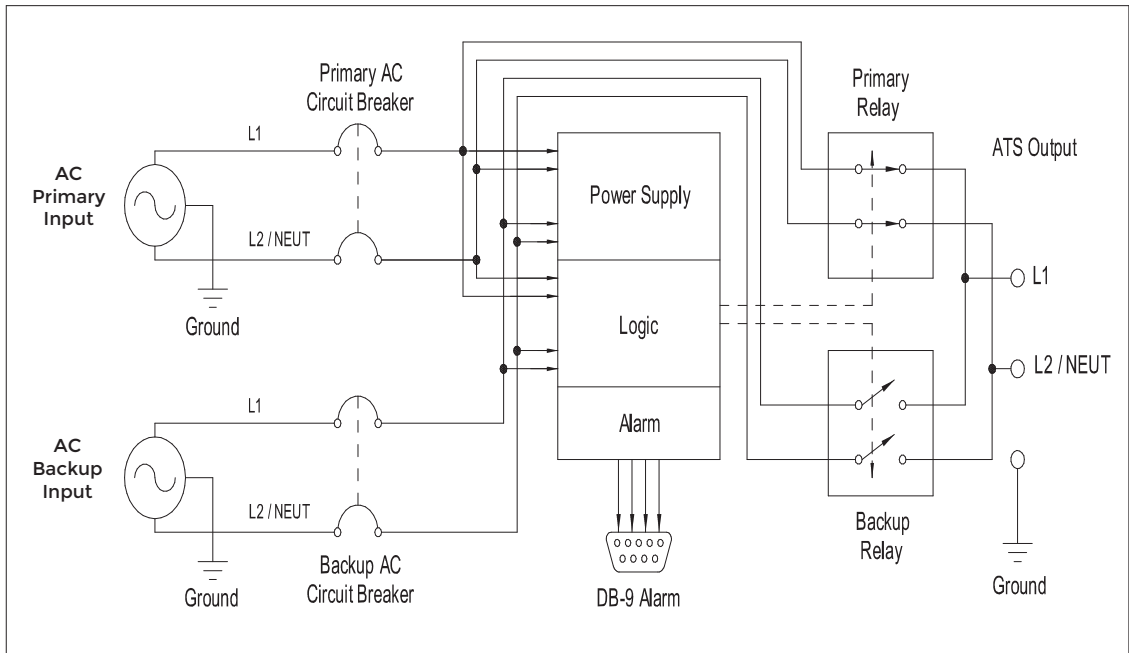 Primary AC
Circuit Breaker
L1
AC
Primary
Input
L2 / NEUT
Ground
Power Supply
Logic
Alarm
Primary
Relay
ATS Output
L1
L2 / NEUT
Ground
Backup
Relay
L1
AC
Backup
Input
L2 / NEUT
Ground
Backup AC
Circuit Breaker
DB-9 Alarm